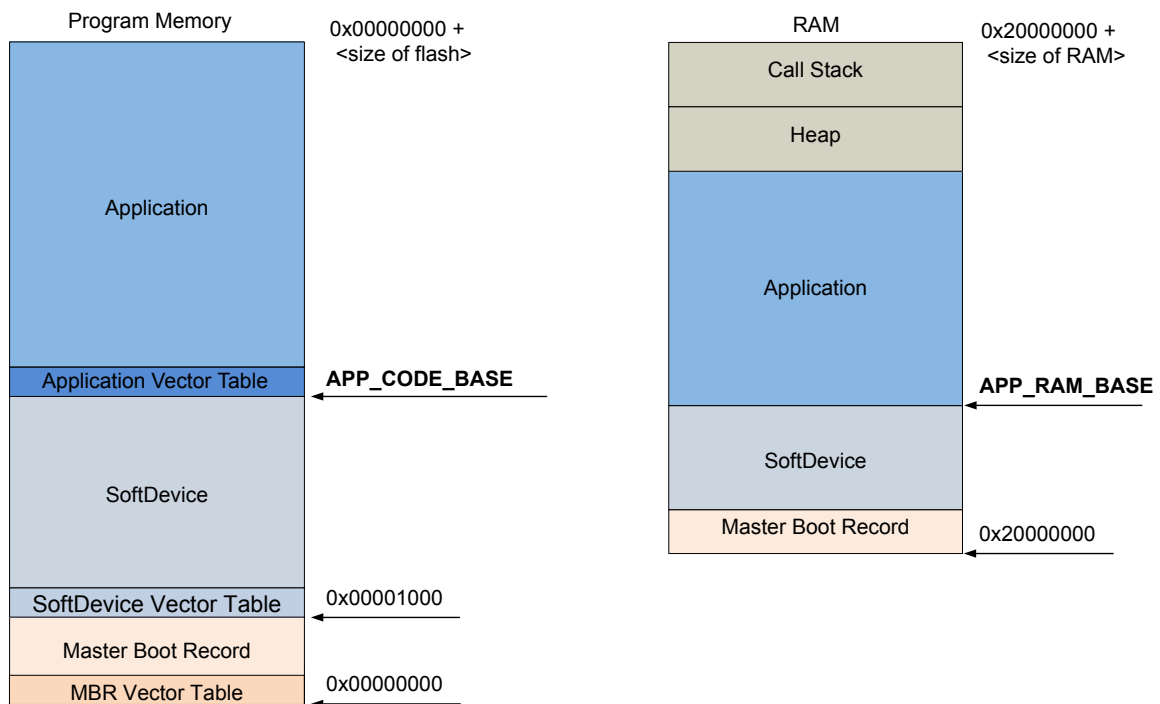 Program Memory
0x00000000 +
<size of flash>
Application
Application Vector Table
APP_CODE_BASE
SoftDevice
SoftDevice Vector Table
0x00001000
Master Boot Record
MBR Vector Table
0x00000000
RAM
0x20000000 +
<size of RAM>
Call Stack
Heap
Application
APP_RAM_BASE
SoftDevice
Master Boot Record
0x20000000